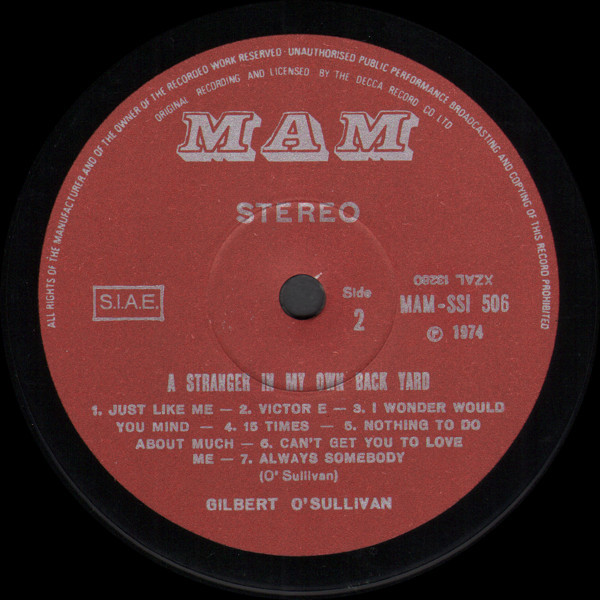 ALL RIGHTS OF THE MANUFACTURER AND OF THE OWNER OF THE RECORDED WORK RESERVED · UNAUTHORISED PUBLIC PERFORMANCE BROADCASTING AND COPYING OF THIS RECORD PROHIBITED
ORIGINAL RECORDING AND LICENSED BY THE DECCA RECORD CO LTD
MAM
STEREO
S.I.A.E.
Side
2
XZAL 13280
MAM-SSI 506
℗ 1974
A STRANGER IN MY OWN BACK YARD
1. JUST LIKE ME — 2. VICTOR E — 3. I WONDER WOULD
YOU MIND — 4. 15 TIMES — 5. NOTHING TO DO
ABOUT MUCH — 6. CAN'T GET YOU TO LOVE
ME — 7. ALWAYS SOMEBODY
(O' Sullivan)
GILBERT O'SULLIVAN